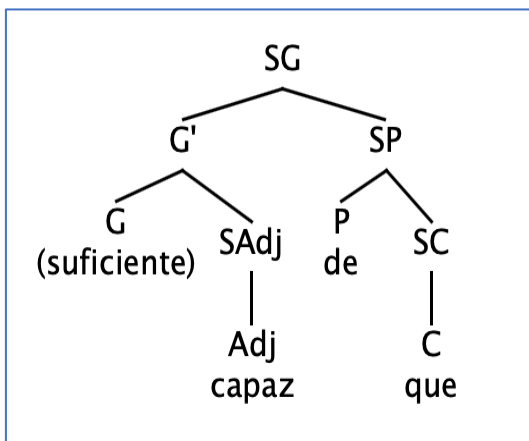 SG
G' SP
G SAdj P SC
(suficiente) de
Adj C
capaz que